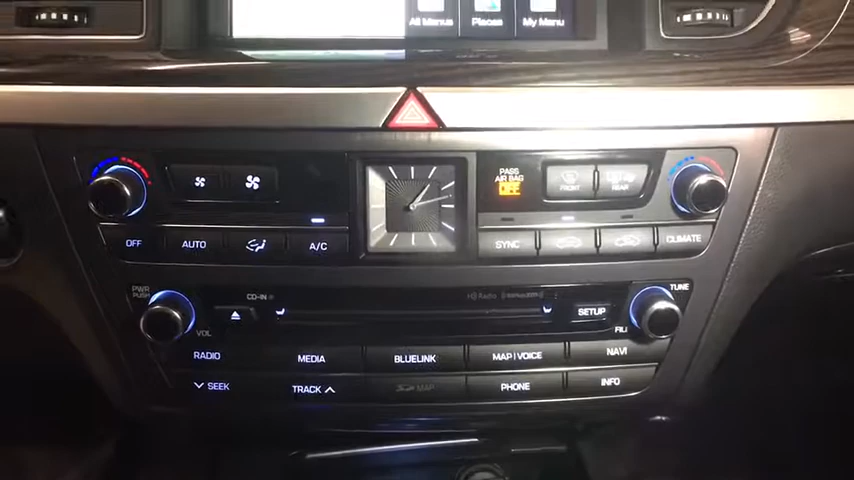 All Menus Places My Menu
PASS
AIR BAG
OFF
FRONT
REAR
OFF AUTO A/C SYNC CLIMATE
PWR
PUSH
CD-IN
HD Radio
TUNE
VOL
SETUP
FILE
RADIO MEDIA BLUELINK MAP VOICE NAVI
SEEK TRACK MAP PHONE INFO